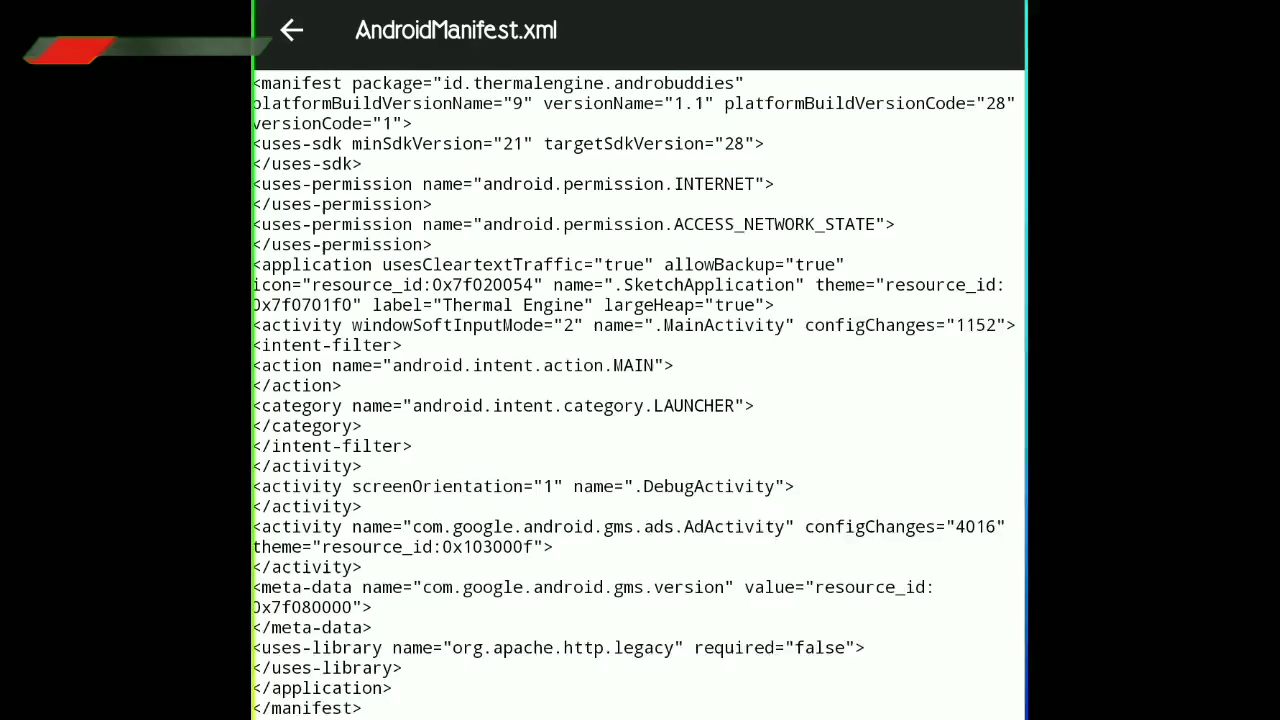 AndroidManifest.xml
<manifest package="id.thermalengine.androbuddies"
platformBuildVersionName="9" versionName="1.1" platformBuildVersionCode="28"
versionCode="1">
<uses-sdk minSdkVersion="21" targetSdkVersion="28">
</uses-sdk>
<uses-permission name="android.permission.INTERNET">
</uses-permission>
<uses-permission name="android.permission.ACCESS_NETWORK_STATE">
</uses-permission>
<application usesCleartextTraffic="true" allowBackup="true"
icon="resource_id:0x7f020054" name=".SketchApplication" theme="resource_id:
0x7f0701f0" label="Thermal Engine" largeHeap="true">
<activity windowSoftInputMode="2" name=".MainActivity" configChanges="1152">
<intent-filter>
<action name="android.intent.action.MAIN">
</action>
<category name="android.intent.category.LAUNCHER">
</category>
</intent-filter>
</activity>
<activity screenOrientation="1" name=".DebugActivity">
</activity>
<activity name="com.google.android.gms.ads.AdActivity" configChanges="4016"
theme="resource_id:0x103000f">
</activity>
<meta-data name="com.google.android.gms.version" value="resource_id:
0x7f080000">
</meta-data>
<uses-library name="org.apache.http.legacy" required="false">
</uses-library>
</application>
</manifest>